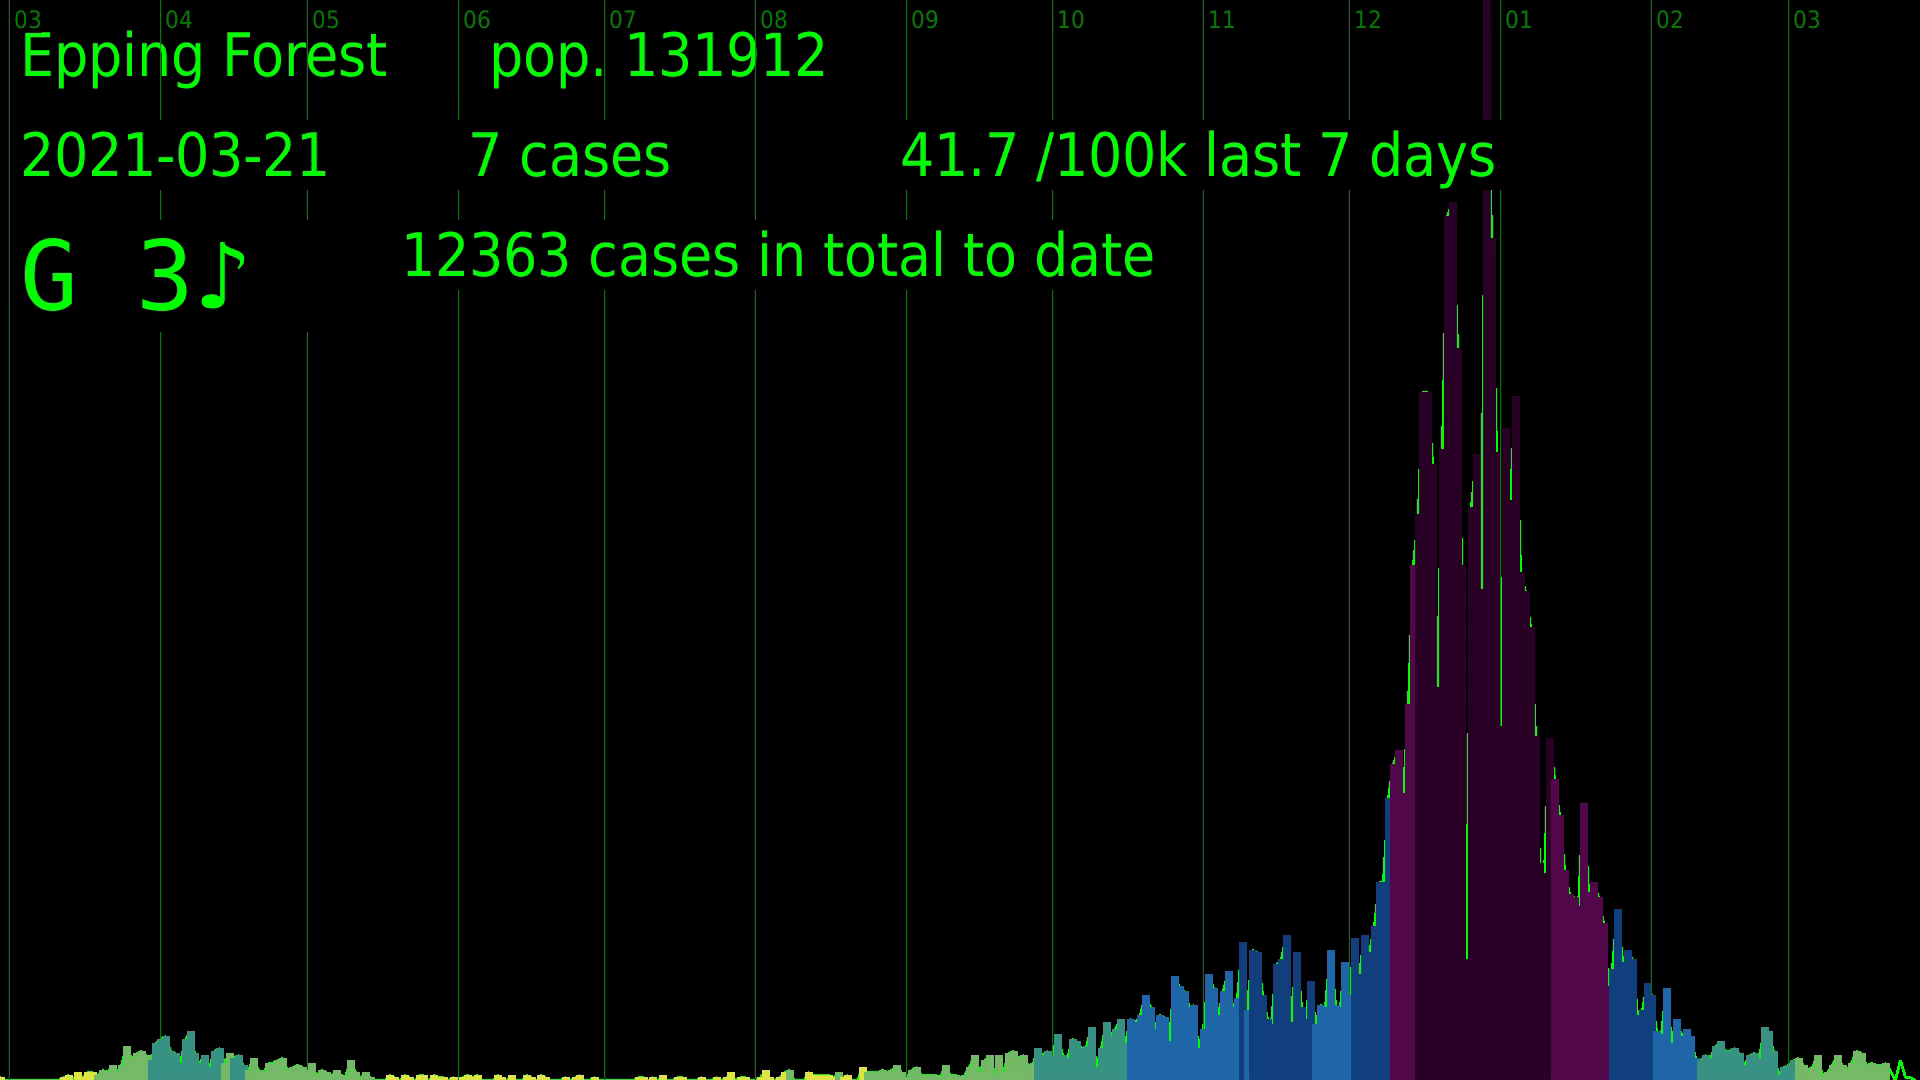 03 04 05 06 07 08 09 10 11 12 01 02 03
Epping Forest pop. 131912
2021-03-21 7 cases 41.7 /100k last 7 days
G 3♪ 12363 cases in total to date